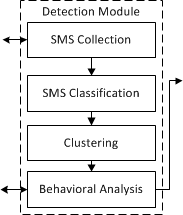 Detection Module
SMS Collection
SMS Classification
Clustering
Behavioral Analysis